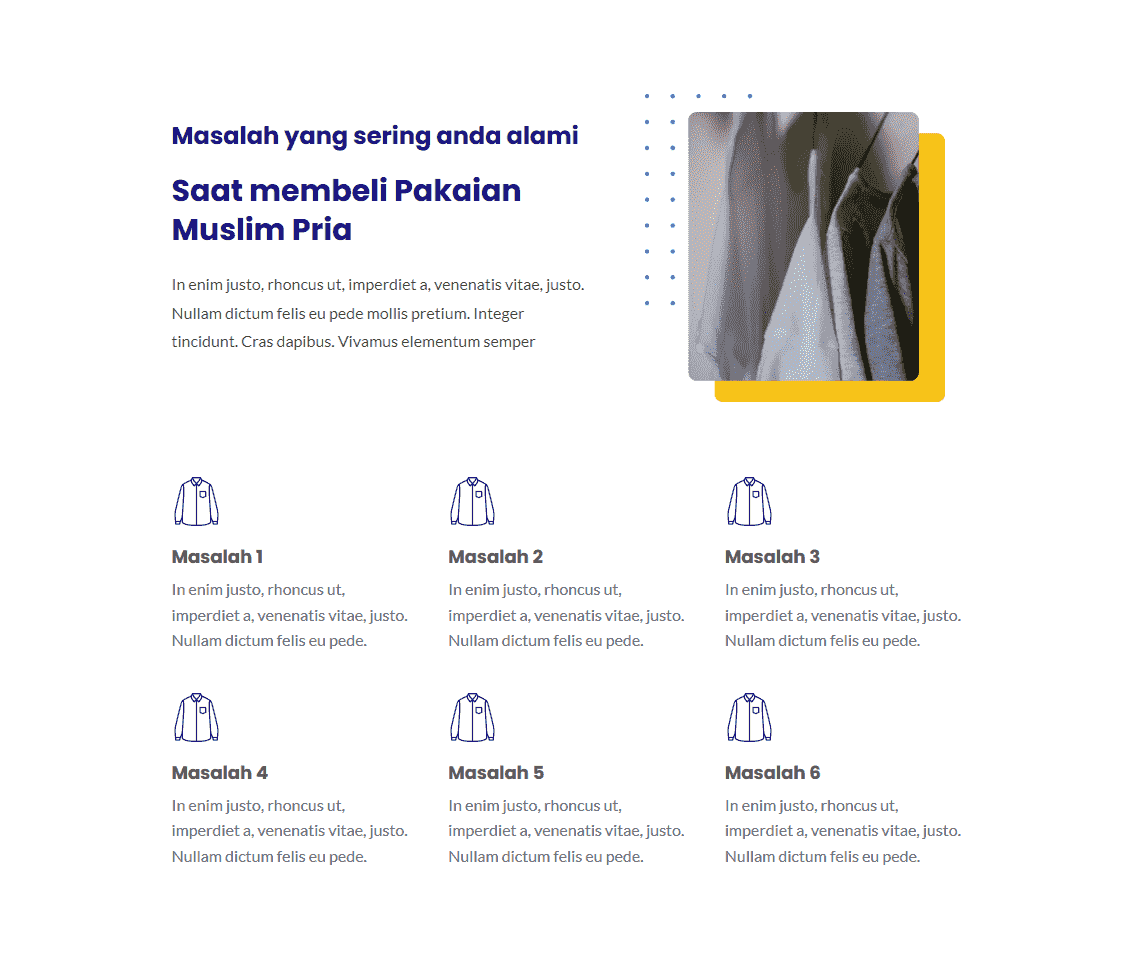 Masalah yang sering anda alami
Saat membeli Pakaian
Muslim Pria
In enim justo, rhoncus ut, imperdiet a, venenatis vitae, justo.
Nullam dictum felis eu pede mollis pretium. Integer
tincidunt. Cras dapibus. Vivamus elementum semper
Masalah 1
In enim justo, rhoncus ut,
imperdiet a, venenatis vitae, justo.
Nullam dictum felis eu pede.
Masalah 2
In enim justo, rhoncus ut,
imperdiet a, venenatis vitae, justo.
Nullam dictum felis eu pede.
Masalah 3
In enim justo, rhoncus ut,
imperdiet a, venenatis vitae, justo.
Nullam dictum felis eu pede.
Masalah 4
In enim justo, rhoncus ut,
imperdiet a, venenatis vitae, justo.
Nullam dictum felis eu pede.
Masalah 5
In enim justo, rhoncus ut,
imperdiet a, venenatis vitae, justo.
Nullam dictum felis eu pede.
Masalah 6
In enim justo, rhoncus ut,
imperdiet a, venenatis vitae, justo.
Nullam dictum felis eu pede.